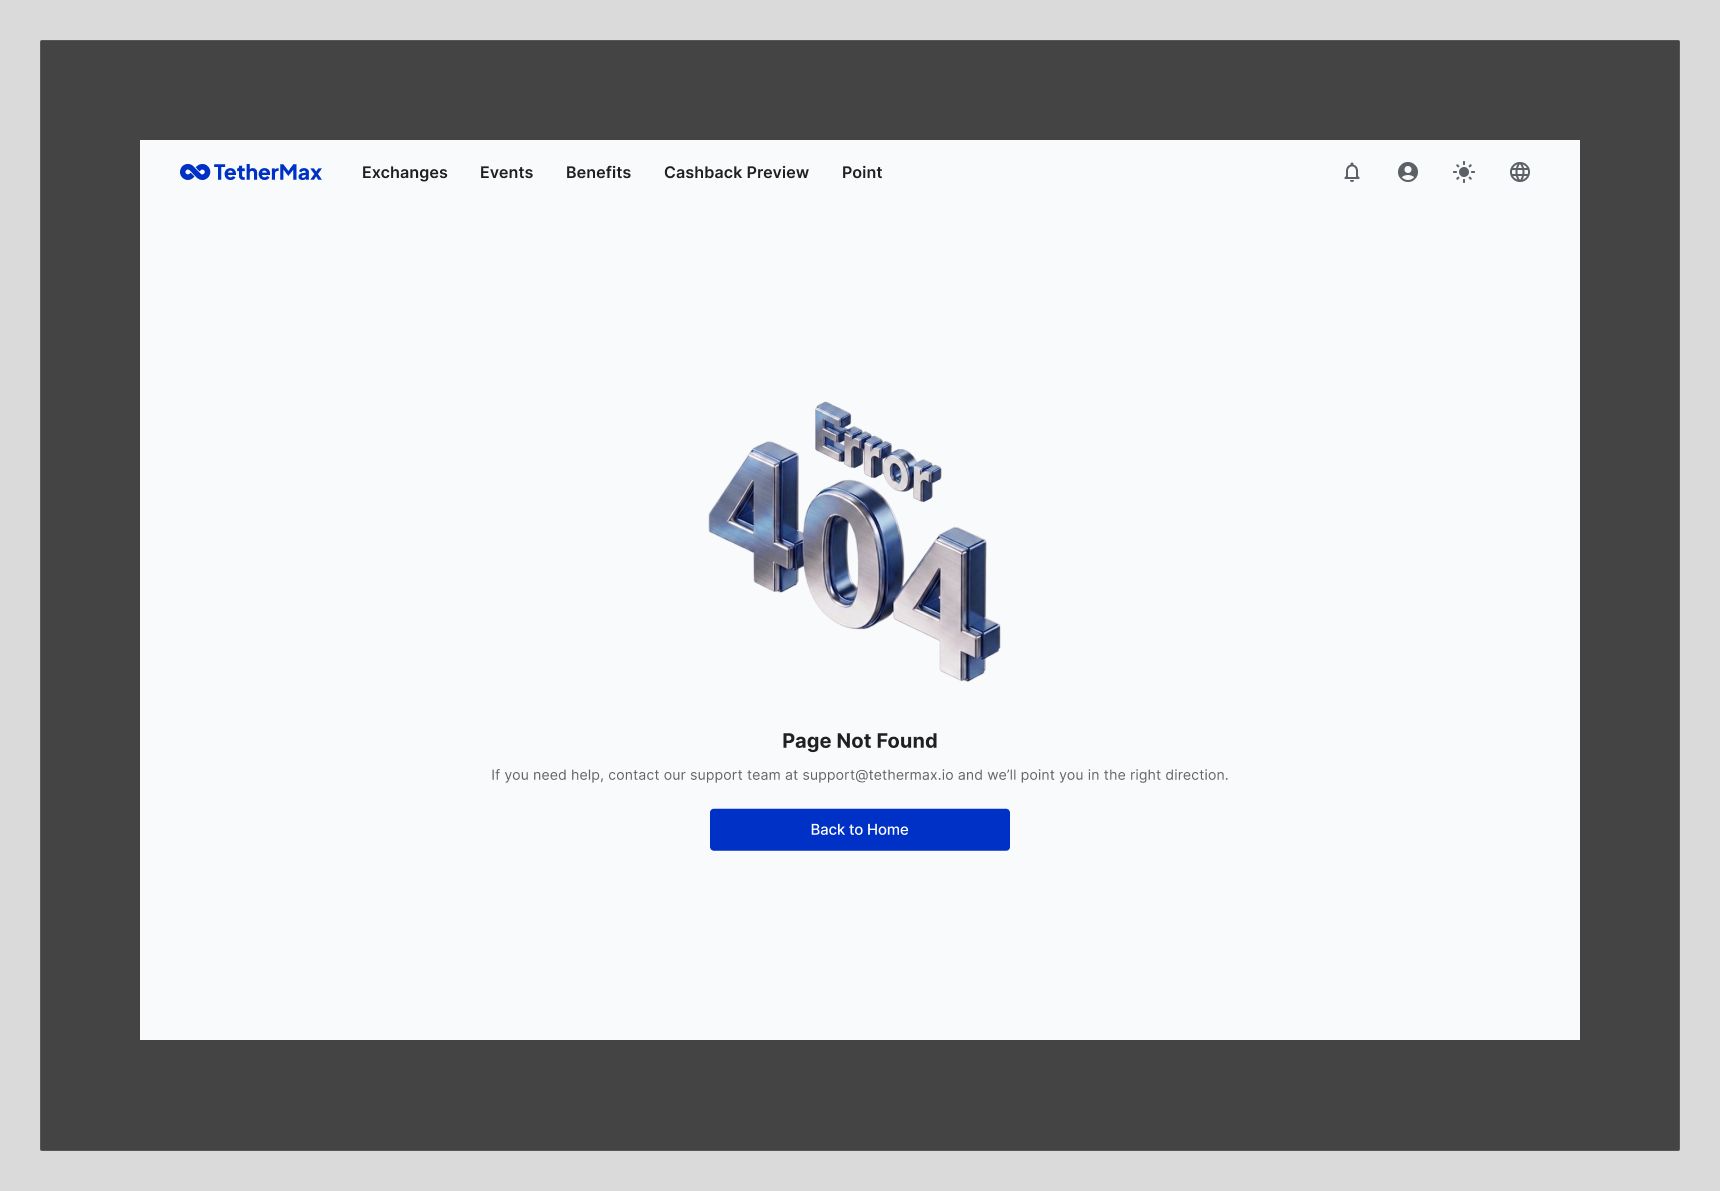 TetherMax Exchanges Events Benefits Cashback Preview Point
Error
404
Page Not Found
If you need help, contact our support team at support@tethermax.io and we’ll point you in the right direction.
Back to Home